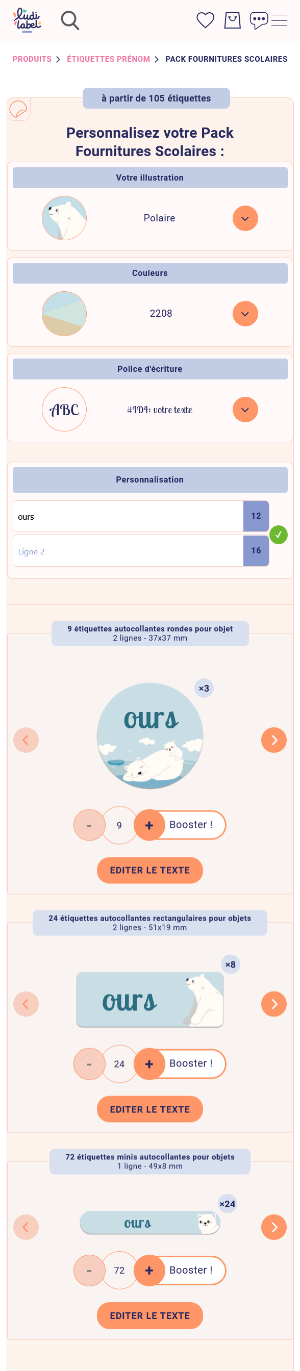 Ludi
label
PRODUITS > ÉTIQUETTES PRÉNOM > PACK FOURNITURES SCOLAIRES
à partir de 105 étiquettes
Personnalisez votre Pack
Fournitures Scolaires :
Votre illustration
Polaire
Couleurs
2208
Police d'écriture
ABC
#1D4: votre texte
Personnalisation
ours
12
Ligne 2
16
9 étiquettes autocollantes rondes pour objet
2 lignes - 37x37 mm
×3
ours
- 9 + Booster !
EDITER LE TEXTE
24 étiquettes autocollantes rectangulaires pour objets
2 lignes - 51x19 mm
×8
ours
- 24 + Booster !
EDITER LE TEXTE
72 étiquettes minis autocollantes pour objets
1 ligne - 49x8 mm
×24
ours
- 72 + Booster !
EDITER LE TEXTE